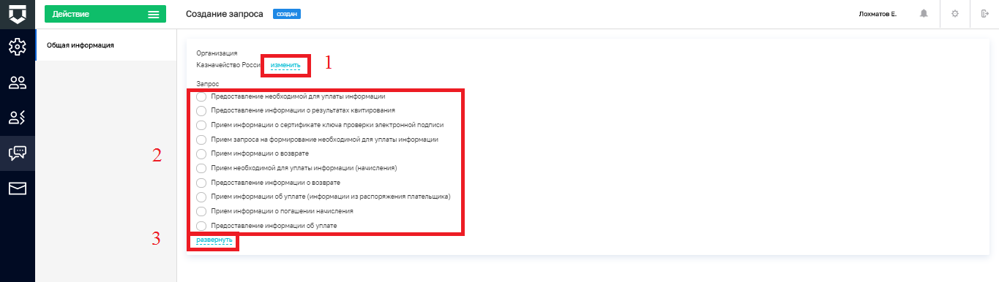 Действие
Создание запроса
СОЗДАН
Лохматов Е.
Общая информация
Организация
Казначейство Росси изменить
1
Запрос
Предоставление необходимой для уплаты информации
Предоставление информации о результатах квитирования
Прием информации о сертификате ключа проверки электронной подписи
Прием запроса на формирование необходимой для уплаты информации
2
Прием информации о возврате
Прием необходимой для уплаты информации (начисления)
Предоставление информации о возврате
Прием информации об уплате (информации из распоряжения плательщика)
Прием информации о погашении начисления
Предоставление информации об уплате
3
развернуть